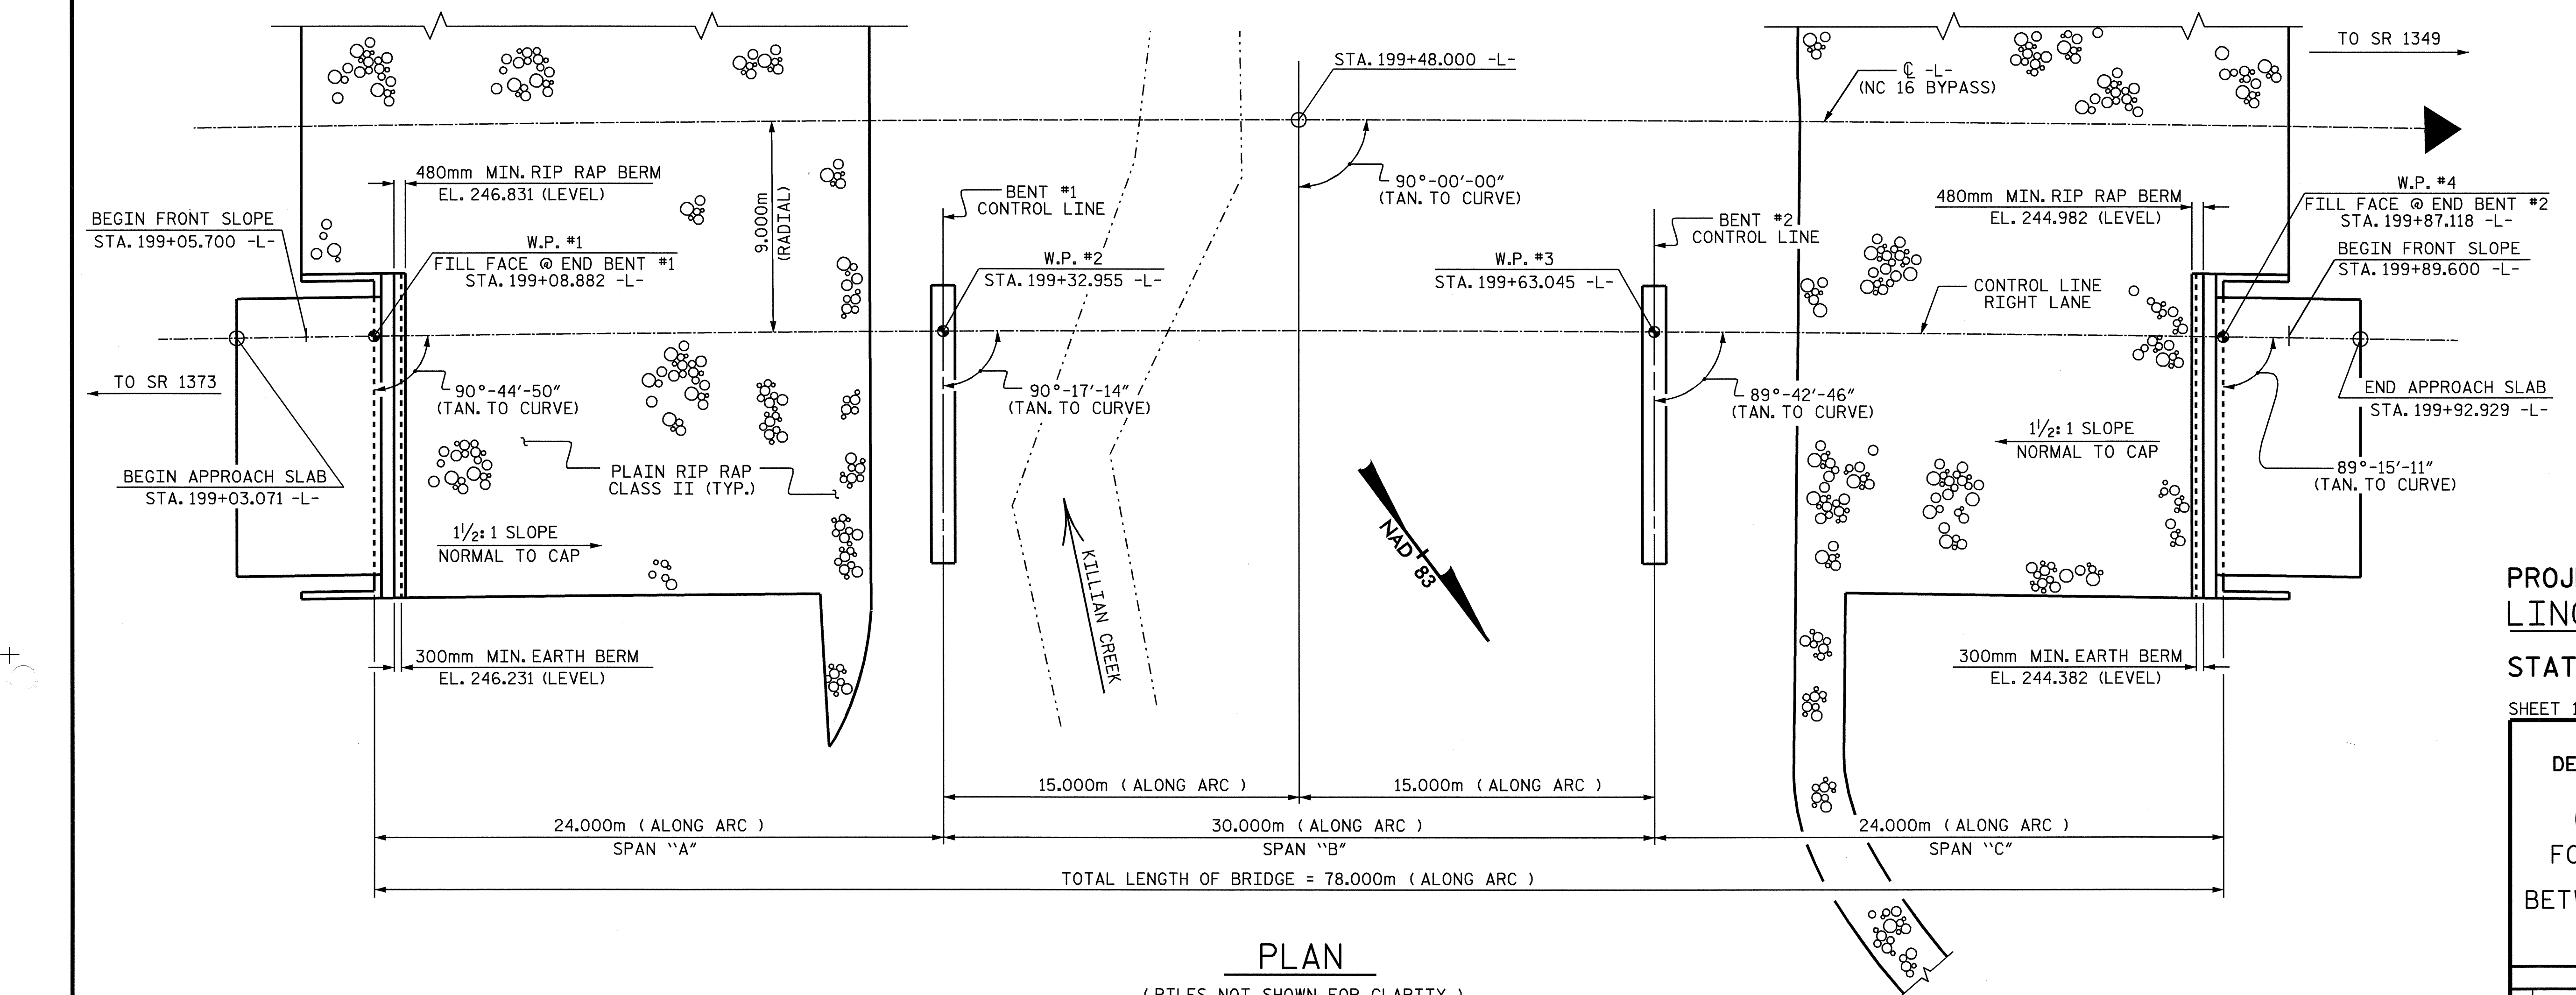 STA. 199+48.000 -L-
TO SR 1349
℄ -L-
(NC 16 BYPASS)
90°-00'-00"
(TAN. TO CURVE)
480mm MIN. RIP RAP BERM
EL. 246.831 (LEVEL)
BEGIN FRONT SLOPE
STA. 199+05.700 -L-
W.P. #1
FILL FACE @ END BENT #1
STA. 199+08.882 -L-
9.000m
(RADIAL)
BENT #1
CONTROL LINE
W.P. #2
STA. 199+32.955 -L-
W.P. #3
STA. 199+63.045 -L-
BENT #2
CONTROL LINE
480mm MIN. RIP RAP BERM
EL. 244.982 (LEVEL)
W.P. #4
FILL FACE @ END BENT #2
STA. 199+87.118 -L-
BEGIN FRONT SLOPE
STA. 199+89.600 -L-
CONTROL LINE
RIGHT LANE
TO SR 1373
90°-44'-50"
(TAN. TO CURVE)
90°-17'-14"
(TAN. TO CURVE)
89°-42'-46"
(TAN. TO CURVE)
END APPROACH SLAB
STA. 199+92.929 -L-
BEGIN APPROACH SLAB
STA. 199+03.071 -L-
PLAIN RIP RAP
CLASS II (TYP.)
1½:1 SLOPE
NORMAL TO CAP
89°-15'-11"
(TAN. TO CURVE)
1½:1 SLOPE
NORMAL TO CAP
KILLIAN CREEK
NAD 83
PROJ
LINC
STAT
SHEET 1
300mm MIN. EARTH BERM
EL. 246.231 (LEVEL)
300mm MIN. EARTH BERM
EL. 244.382 (LEVEL)
15.000m ( ALONG ARC )
15.000m ( ALONG ARC )
24.000m ( ALONG ARC )
SPAN "A"
30.000m ( ALONG ARC )
SPAN "B"
24.000m ( ALONG ARC )
SPAN "C"
TOTAL LENGTH OF BRIDGE = 78.000m ( ALONG ARC )
DE
FO
BETW
PLAN
( PILES NOT SHOWN FOR CLARITY )